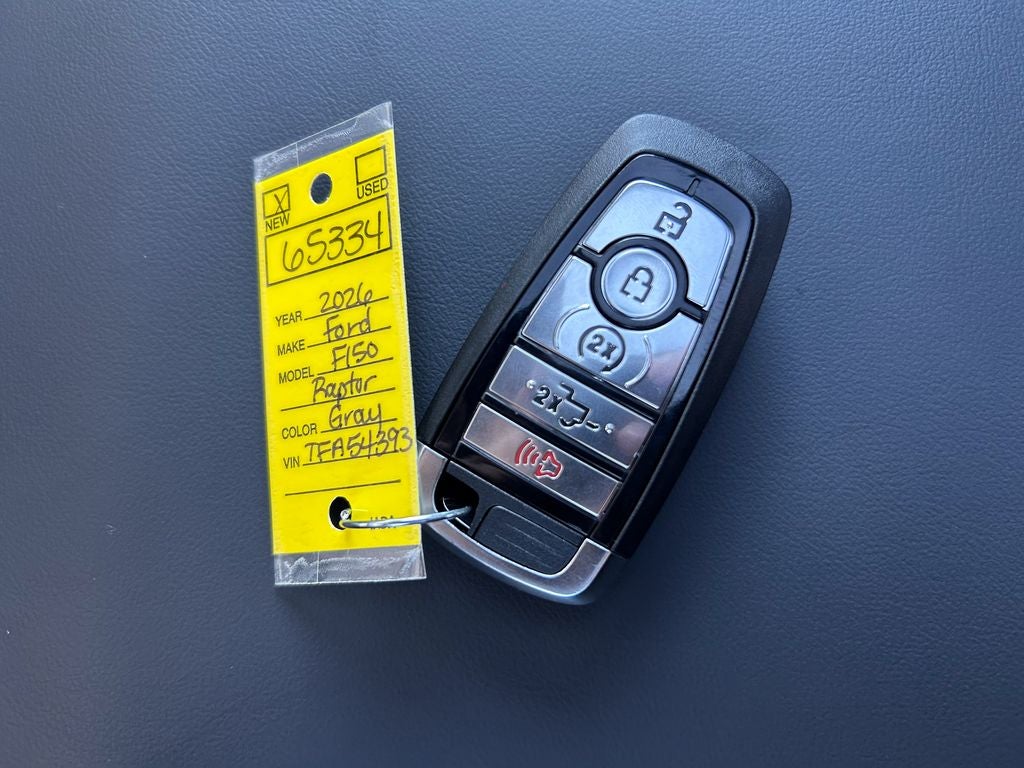 NEW USED
65334
YEAR 2026
MAKE Ford
MODEL F150
Raptor
COLOR Gray
VIN TFA54393
2X
2X